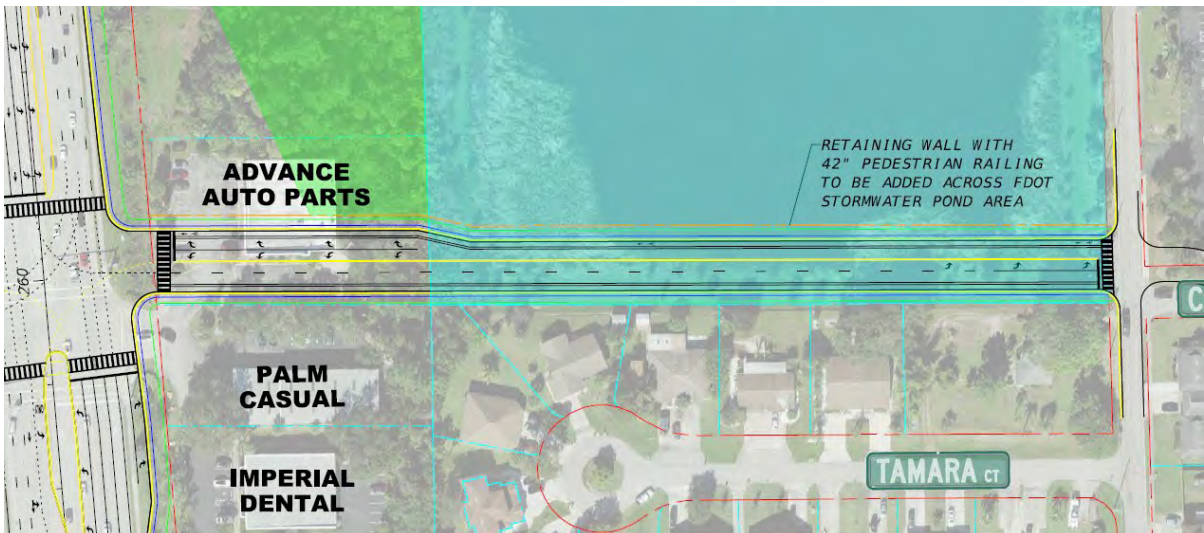 RETAINING WALL WITH
42" PEDESTRIAN RAILING
TO BE ADDED ACROSS FDOT
STORMWATER POND AREA
ADVANCE
AUTO PARTS
260
C
PALM
CASUAL
IMPERIAL
DENTAL
TAMARA CT